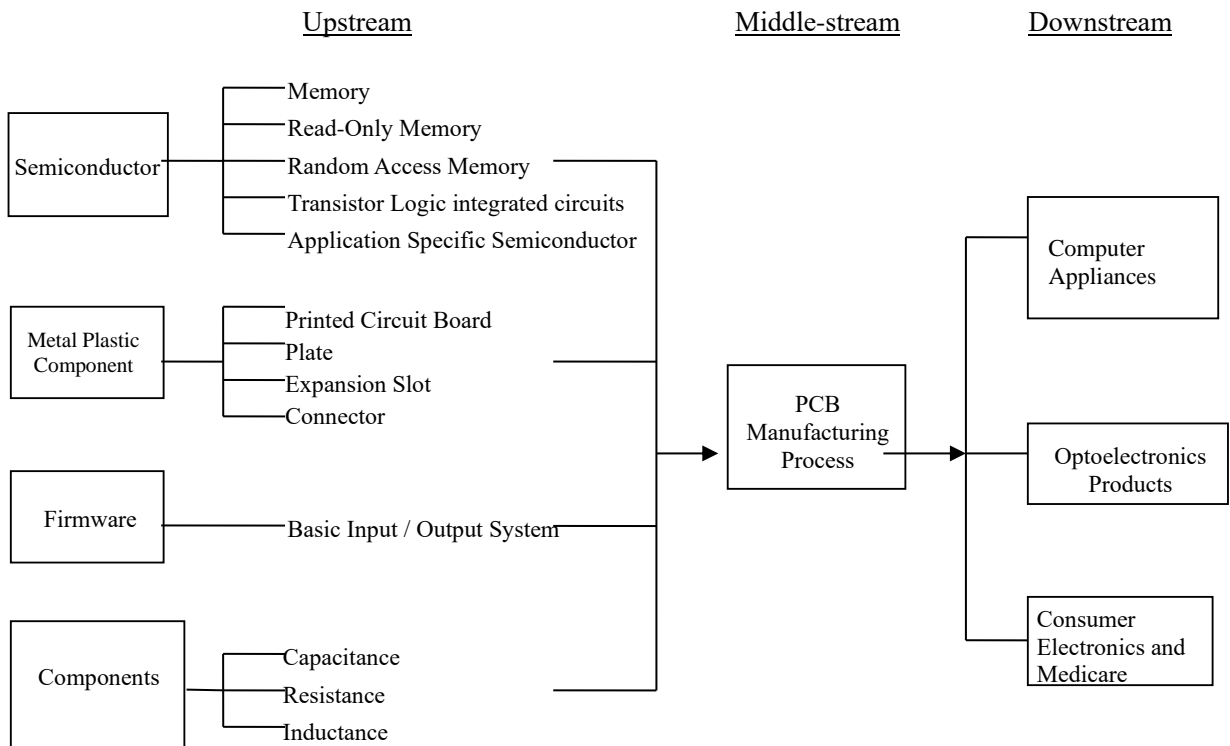 Upstream
Middle-stream
Downstream
Semiconductor
Memory
Read-Only Memory
Random Access Memory
Transistor Logic integrated circuits
Application Specific Semiconductor
Metal Plastic
Component
Printed Circuit Board
Plate
Expansion Slot
Connector
Firmware
Basic Input / Output System
Components
Capacitance
Resistance
Inductance
PCB
Manufacturing
Process
Computer
Appliances
Optoelectronics
Products
Consumer
Electronics and
Medicare